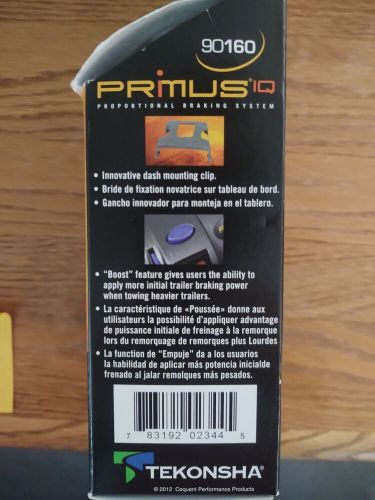 90160
PRiMUS IQ
PROPORTIONAL BRAKING SYSTEM
• Innovative dash mounting clip.
• Bride de fixation novatrice sur tableau de bord.
• Gancho innovador para monteja en el tablero.
• “Boost” feature gives users the ability to
apply more initial trailer braking power
when towing heavier trailers.
• La caractéristique de «Poussée» donne aux
utilisateurs la possibilité d'appliquer advantage
de puissance initiale de freinage à la remorque
lors du remorquage de remorques plus Lourdes
• La function de “Empuje” da a los usuarios
la habilidad de aplicar más potencia inicialde
frenado al jalar remolques más pesados.
7 83192 02344 5
TEKONSHA®
© 2012 Cequent Performance Products